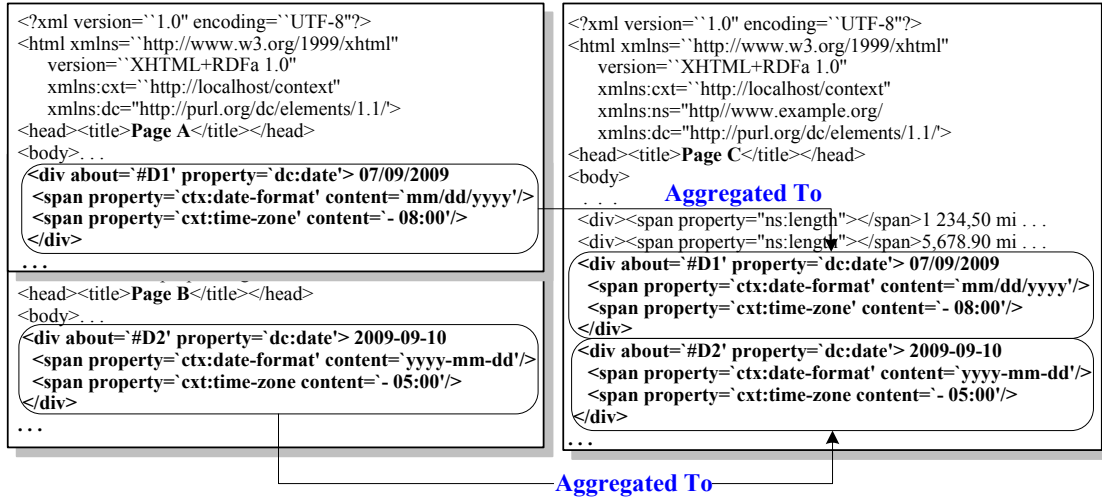 <?xml version=``1.0" encoding=``UTF-8"?>
<html xmlns=``http://www.w3.org/1999/xhtml"
version=``XHTML+RDFa 1.0"
xmlns:cxt=``http://localhost/context"
xmlns:dc="http://purl.org/dc/elements/1.1/'>
<head><title>Page A</title></head>
<body>. . .
<div about=`#D1' property=`dc:date'> 07/09/2009
<span property=`ctx:date-format' content=`mm/dd/yyyy'/>
<span property=`cxt:time-zone' content=`- 08:00'/>
</div>
. . .
<head><title>Page B</title></head>
<body>. . .
<div about=`#D2' property=`dc:date'> 2009-09-10
<span property=`ctx:date-format' content=`yyyy-mm-dd'/>
<span property=`cxt:time-zone content=`- 05:00'/>
</div>
. . .
<?xml version=``1.0" encoding=``UTF-8"?>
<html xmlns=``http://www.w3.org/1999/xhtml"
version=``XHTML+RDFa 1.0"
xmlns:cxt=``http://localhost/context"
xmlns:ns="http//www.example.org/
xmlns:dc="http://purl.org/dc/elements/1.1/'>
<head><title>Page C</title></head>
<body>
. . .
Aggregated To
<div><span property="ns:length"></span>1 234,50 mi . . .
<div><span property="ns:length"></span>5,678.90 mi . . .
<div about=`#D1' property=`dc:date'> 07/09/2009
<span property=`ctx:date-format' content=`mm/dd/yyyy'/>
<span property=`cxt:time-zone' content=`- 08:00'/>
</div>
<div about=`#D2' property=`dc:date'> 2009-09-10
<span property=`ctx:date-format' content=`yyyy-mm-dd'/>
<span property=`cxt:time-zone content=`- 05:00'/>
</div>
. . .
Aggregated To